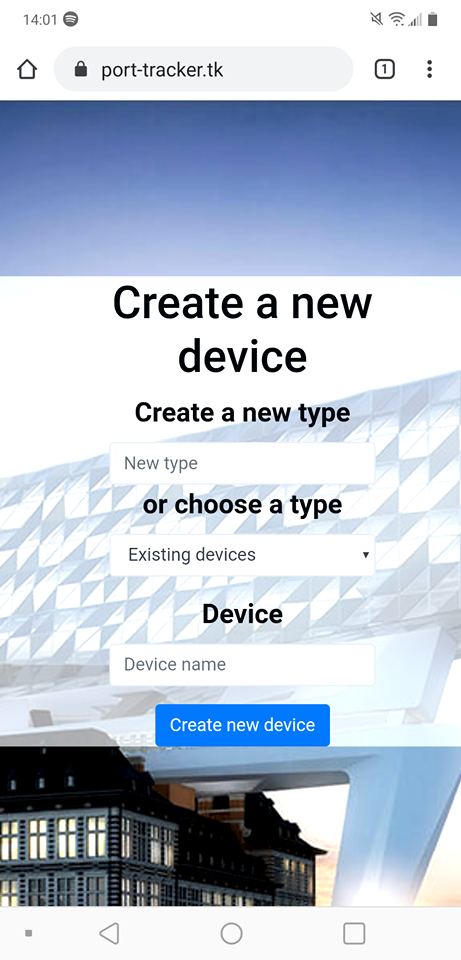 14:01
port-tracker.tk
1
Create a new
device
Create a new type
New type
or choose a type
Existing devices
Device
Device name
Create new device